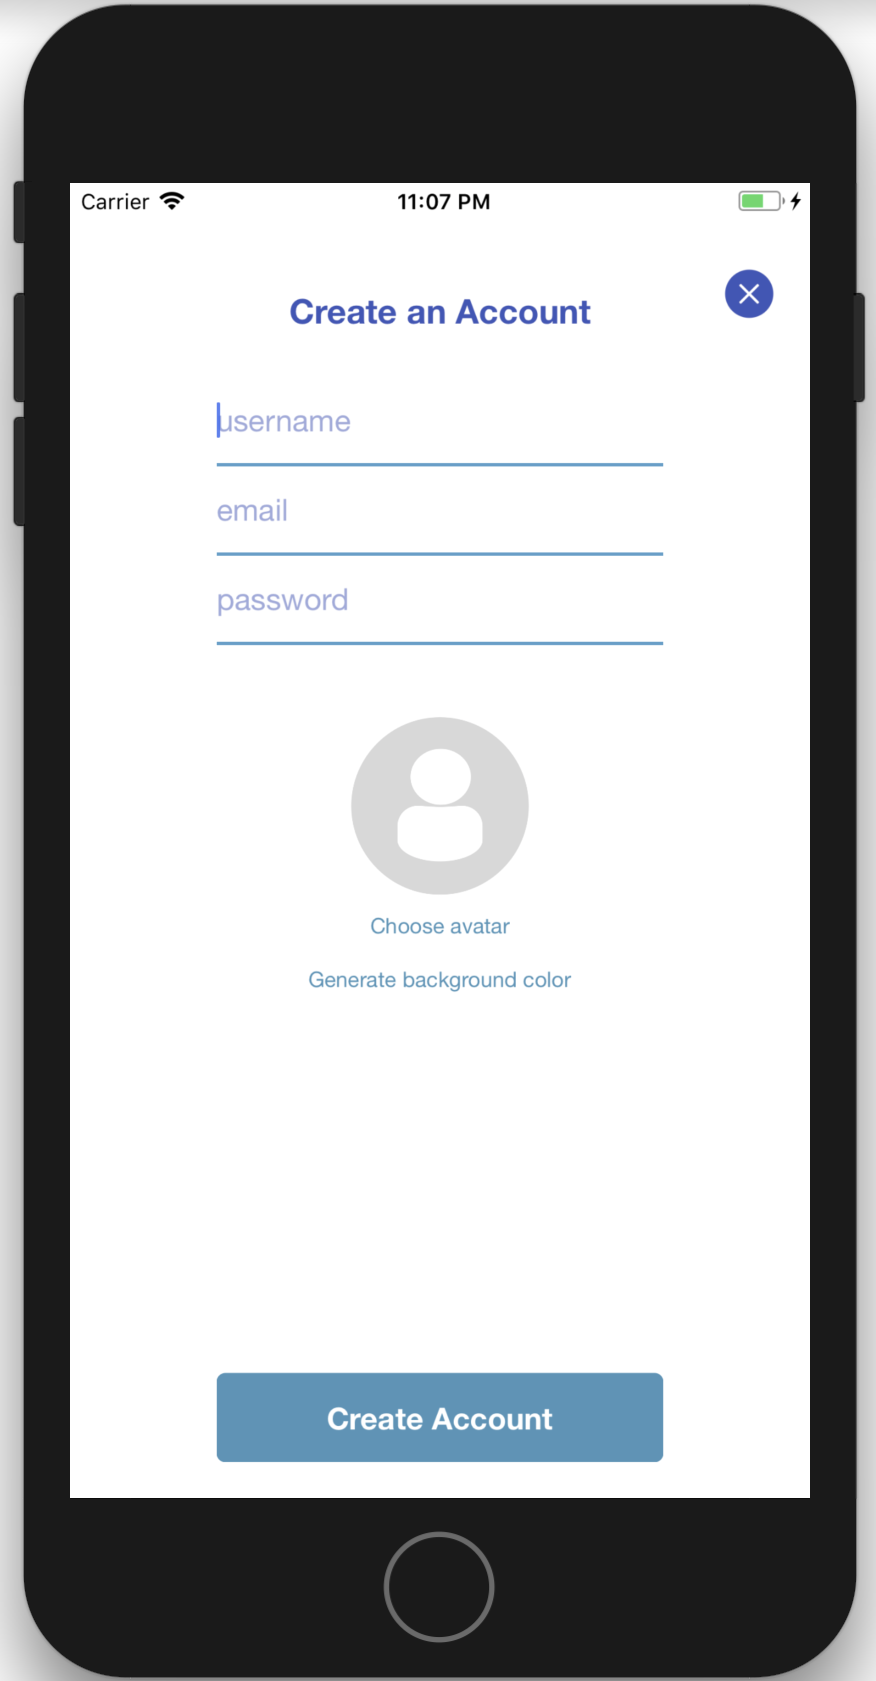 Carrier 11:07 PM
Create an Account
username
email
password
Choose avatar
Generate background color
Create Account